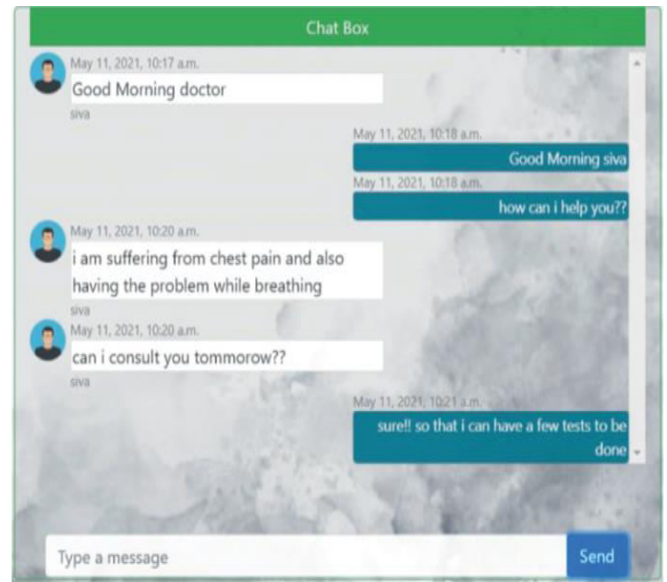 Chat Box
May 11, 2021, 10:17 a.m.
Good Morning doctor
siva
May 11, 2021, 10:18 a.m.
Good Morning siva
May 11, 2021, 10:18 a.m.
how can i help you??
May 11, 2021, 10:20 a.m.
i am suffering from chest pain and also
having the problem while breathing
siva
May 11, 2021, 10:20 a.m.
can i consult you tommorow??
siva
May 11, 2021, 10:21 a.m.
sure!! so that i can have a few tests to be
done
Type a message
Send